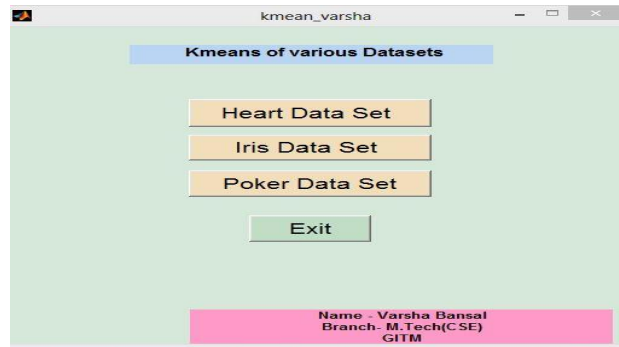 kmean_varsha
Kmeans of various Datasets
Heart Data Set
Iris Data Set
Poker Data Set
Exit
Name - Varsha Bansal
Branch- M.Tech(CSE)
GITM